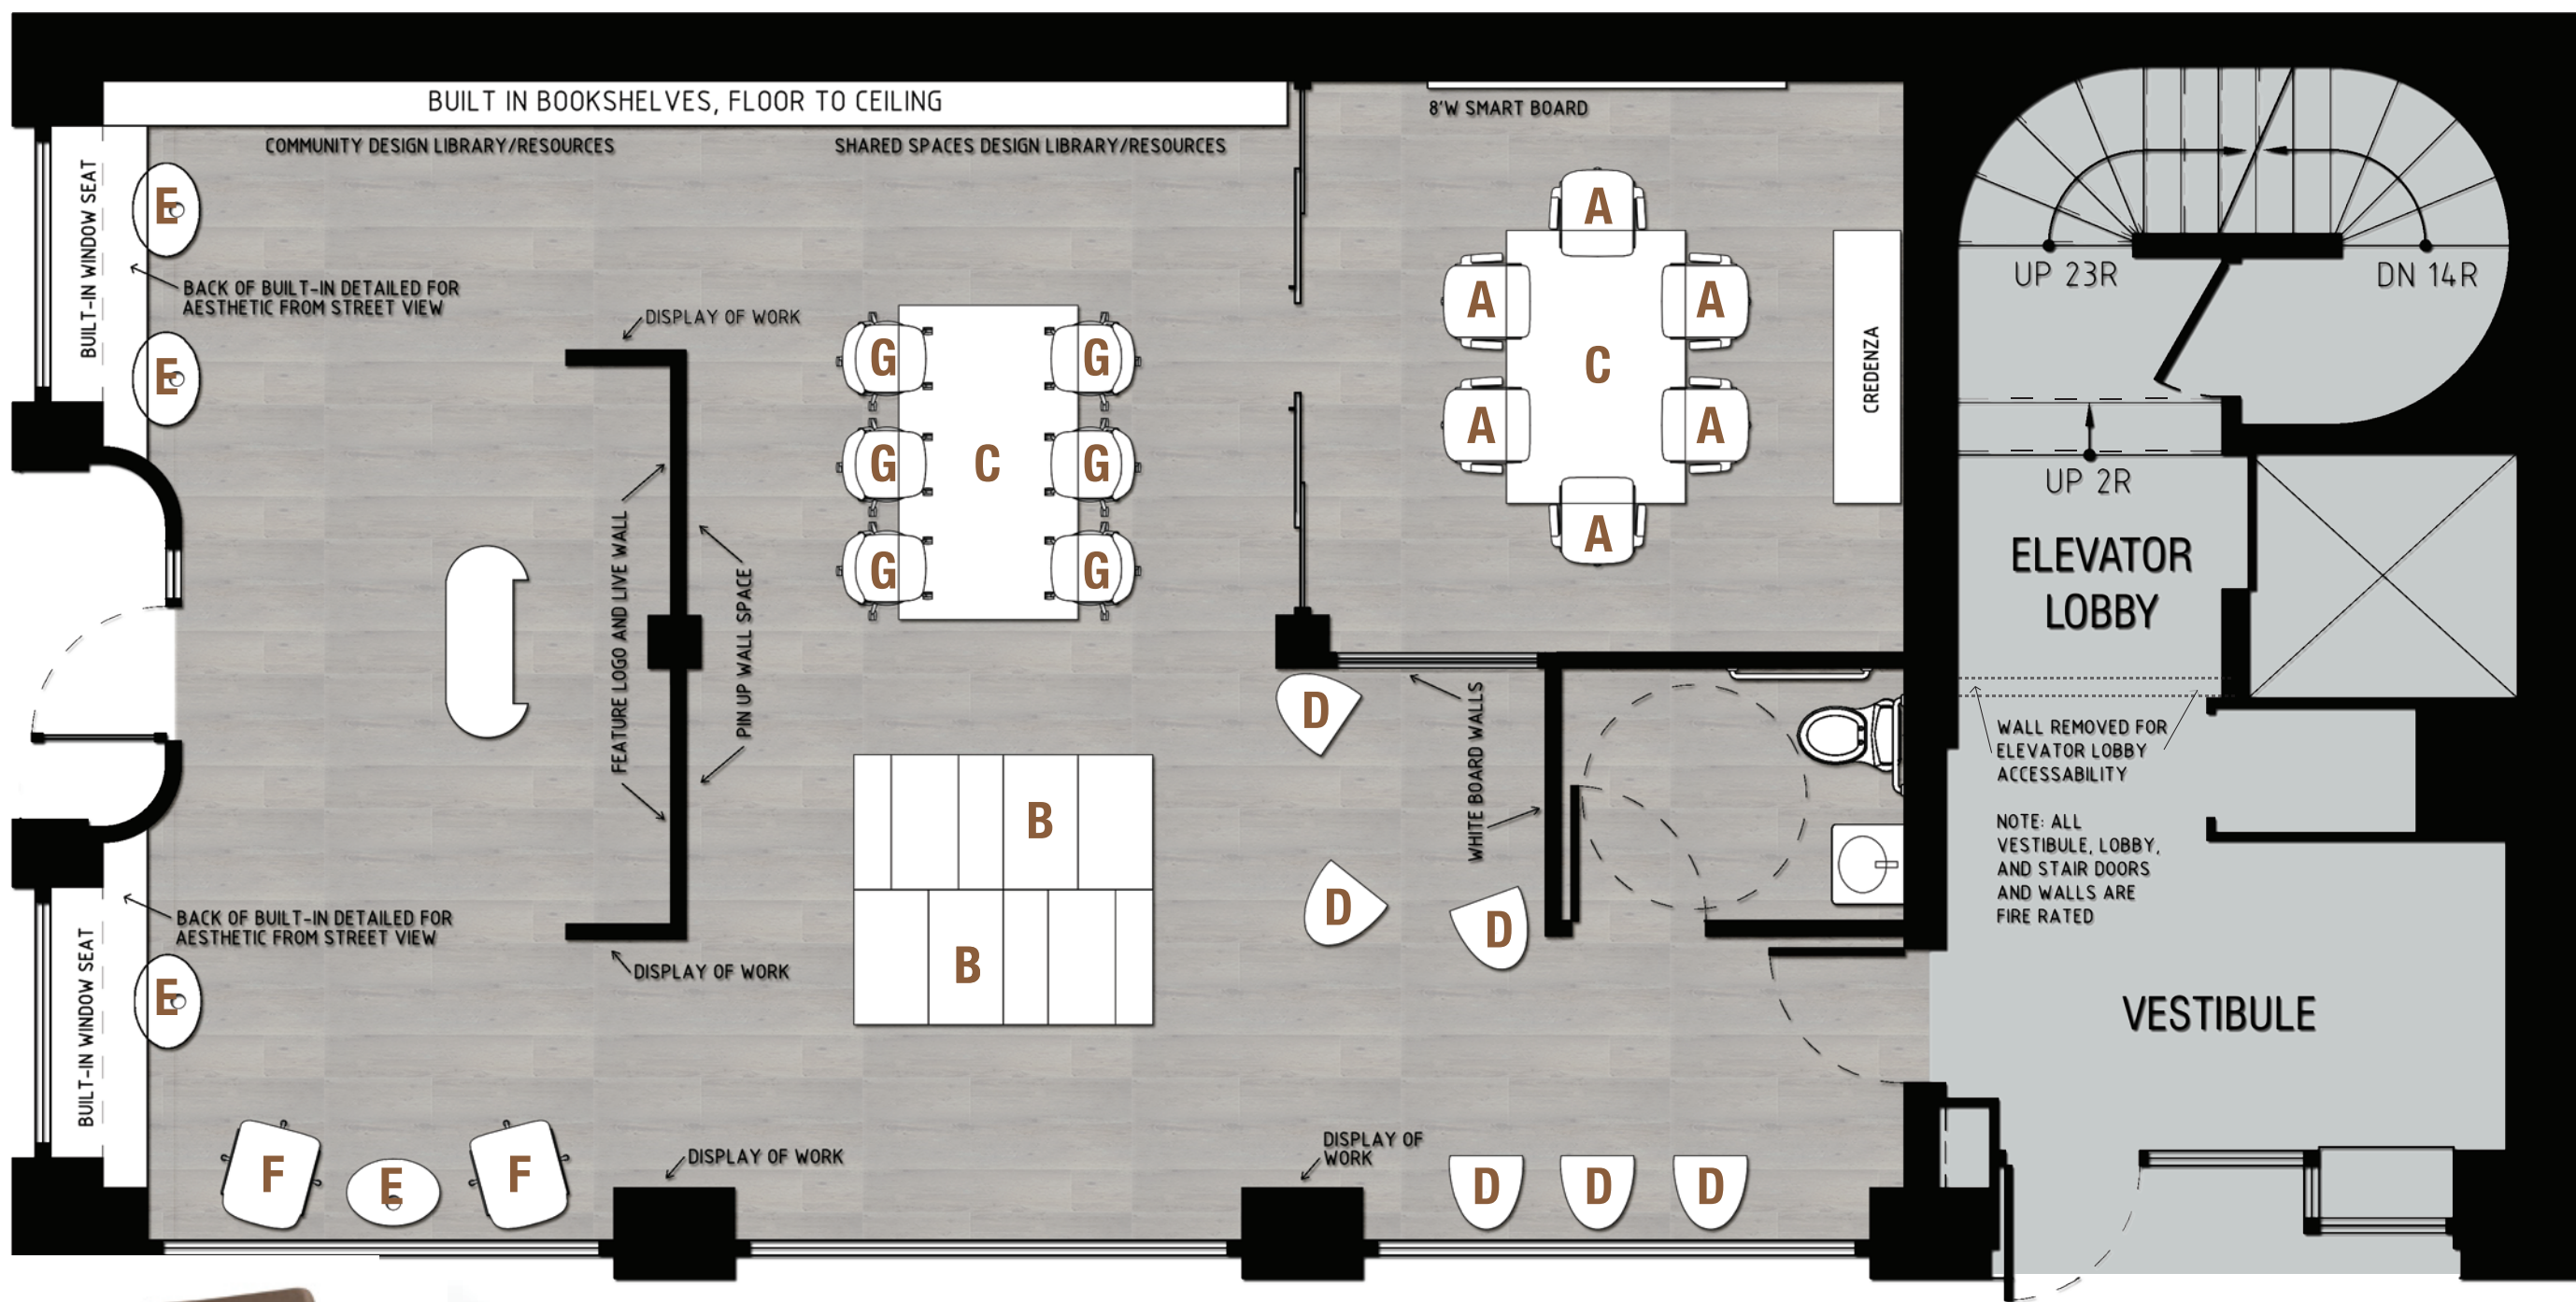 BUILT IN BOOKSHELVES, FLOOR TO CEILING
COMMUNITY DESIGN LIBRARY/RESOURCES
SHARED SPACES DESIGN LIBRARY/RESOURCES
BUILT-IN WINDOW SEAT
E
BACK OF BUILT-IN DETAILED FOR
AESTHETIC FROM STREET VIEW
E
DISPLAY OF WORK
FEATURE LOGO AND LIVE WALL
PIN UP WALL SPACE
G
G
G
C
G
G
G
8'W SMART BOARD
A
A
A
C
A
A
A
CREDENZA
UP 23R
DN 14R
UP 2R
ELEVATOR
LOBBY
WALL REMOVED FOR
ELEVATOR LOBBY
ACCESSABILITY
NOTE: ALL
VESTIBULE, LOBBY,
AND STAIR DOORS
AND WALLS ARE
FIRE RATED
VESTIBULE
D
WHITE BOARD WALLS
D
D
B
B
BACK OF BUILT-IN DETAILED FOR
AESTHETIC FROM STREET VIEW
BUILT-IN WINDOW SEAT
E
DISPLAY OF WORK
F
E
F
DISPLAY OF WORK
DISPLAY OF
WORK
D
D
D